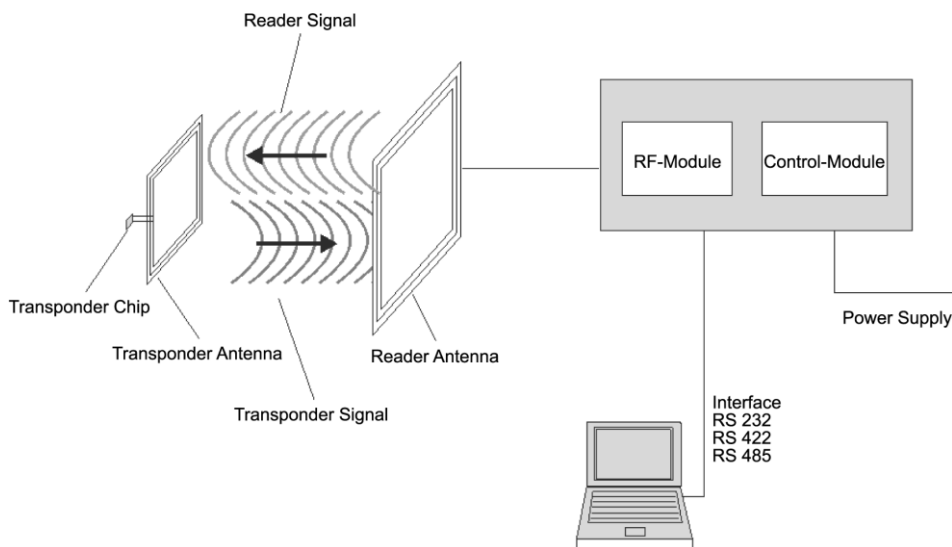 Reader Signal
RF-Module
Control-Module
Transponder Chip
Transponder Antenna
Reader Antenna
Power Supply
Transponder Signal
Interface
RS 232
RS 422
RS 485